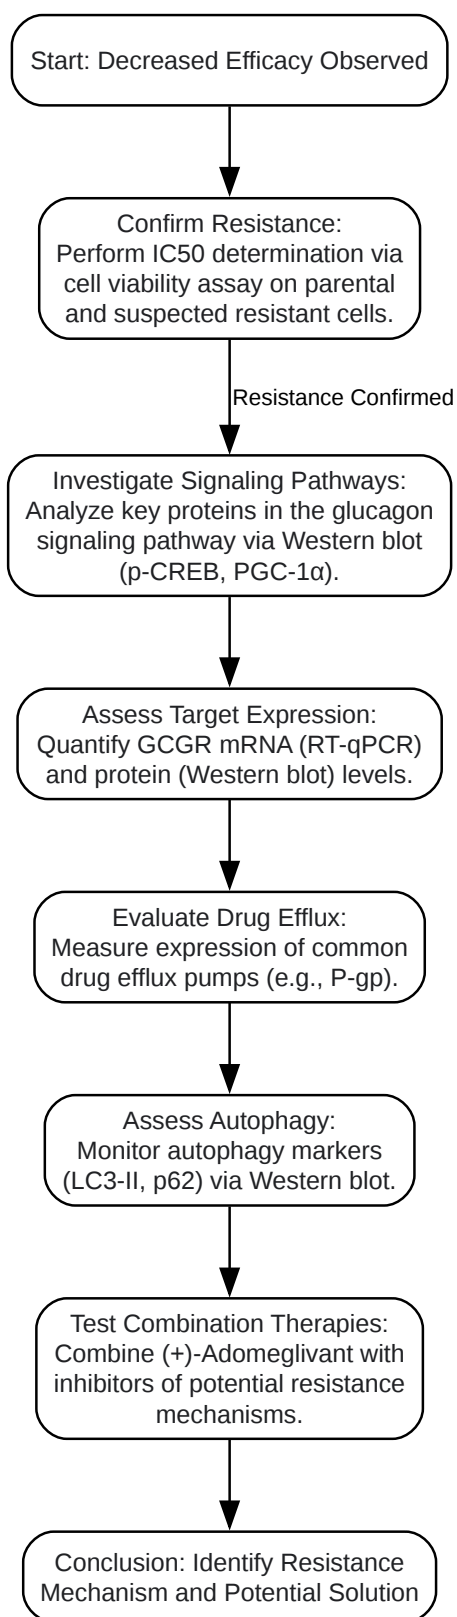 Start: Decreased Efficacy Observed
Confirm Resistance:
Perform IC50 determination via
cell viability assay on parental
and suspected resistant cells.
Resistance Confirmed
Investigate Signaling Pathways:
Analyze key proteins in the glucagon
signaling pathway via Western blot
(p-CREB, PGC-1α).
Assess Target Expression:
Quantify GCGR mRNA (RT-qPCR)
and protein (Western blot) levels.
Evaluate Drug Efflux:
Measure expression of common
drug efflux pumps (e.g., P-gp).
Assess Autophagy:
Monitor autophagy markers
(LC3-II, p62) via Western blot.
Test Combination Therapies:
Combine (+)-Adomeglivant with
inhibitors of potential resistance
mechanisms.
Conclusion: Identify Resistance
Mechanism and Potential Solution